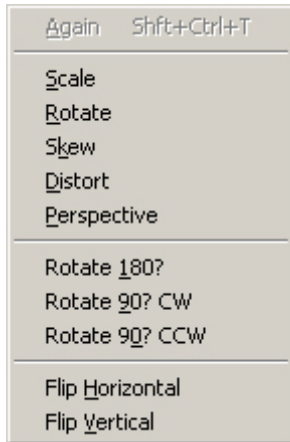 Again Shft+Ctrl+T
Scale
Rotate
Skew
Distort
Perspective
Rotate 180?
Rotate 90? CW
Rotate 90? CCW
Flip Horizontal
Flip Vertical